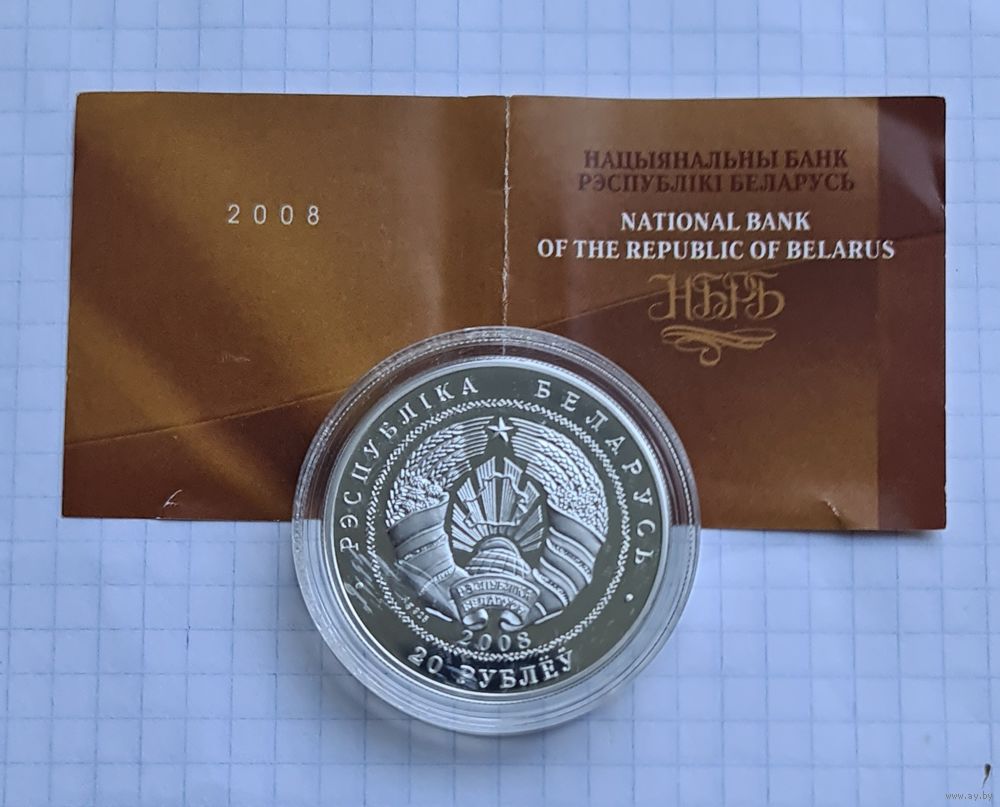 2008
НАЦЫЯНАЛЬНЫ БАНК
РЭСПУБЛІКІ БЕЛАРУСЬ
NATIONAL BANK
OF THE REPUBLIC OF BELARUS
НБРБ
РЭСПУБЛІКА БЕЛАРУСЬ
РЭСПУБЛІКА
БЕЛАРУСЬ
2008
20 РУБЛЁЎ
www.ay.by